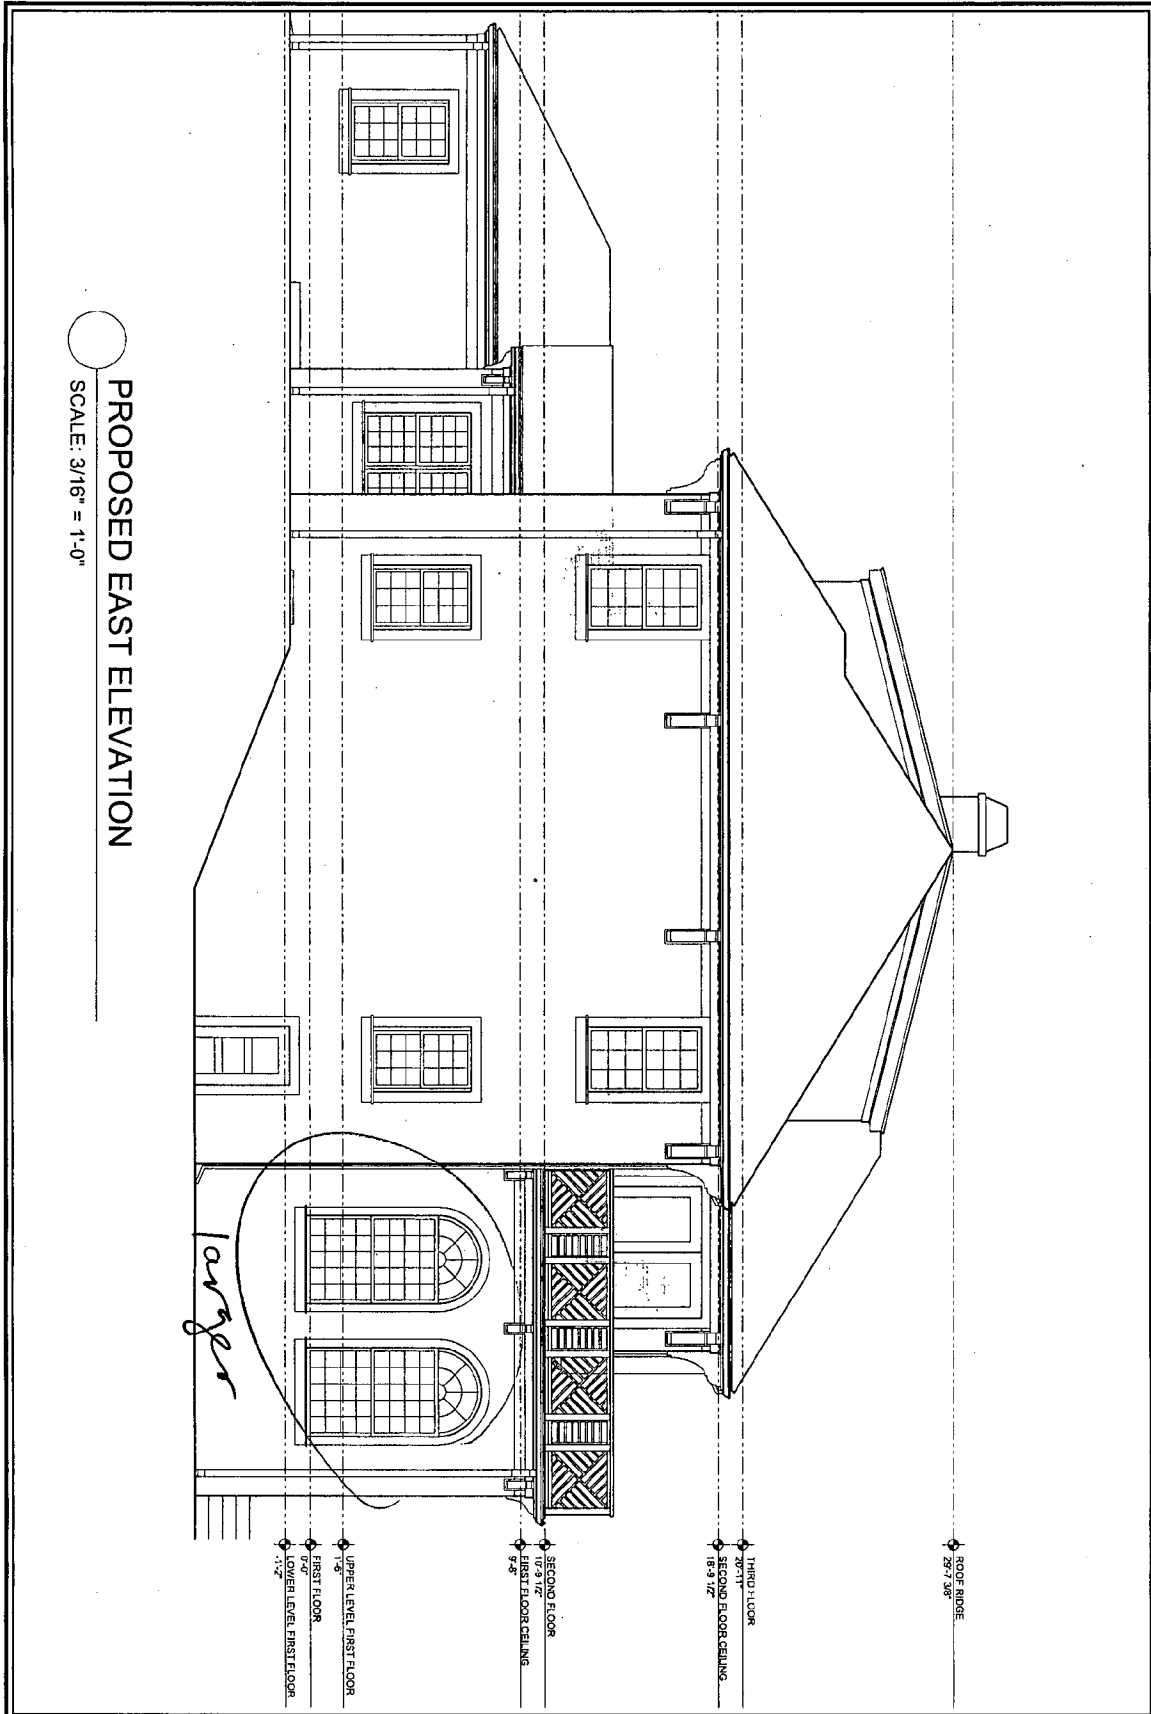 ROOF RIDGE
29'-7 3/8"
THIRD FLOOR
20'-11"
SECOND FLOOR CEILING
18'-9 1/2"
SECOND FLOOR
10'-9 1/2"
FIRST FLOOR CEILING
9'-8"
UPPER LEVEL FIRST FLOOR
1'-6"
FIRST FLOOR
0'-0"
LOWER LEVEL FIRST FLOOR
-1'-2"
larger
PROPOSED EAST ELEVATION
SCALE: 3/16" = 1'-0"